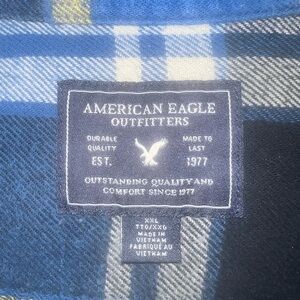 AMERICAN EAGLE
OUTFITTERS
DURABLE MADE TO
QUALITY LAST
EST. 1977
OUTSTANDING QUALITY AND
COMFORT SINCE 1977
XXL
TTG/XXG
MADE IN
VIETNAM
FABRIQUÉ AU
VIETNAM